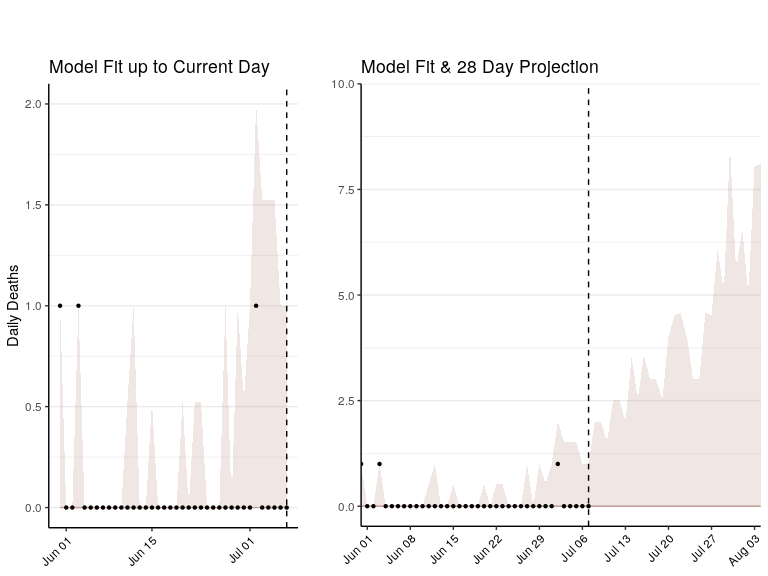 Model Fit up to Current Day
Daily Deaths
2.0
1.5
1.0
0.5
0.0
Jun 01
Jun 15
Jul 01
Model Fit & 28 Day Projection
10.0
7.5
5.0
2.5
0.0
Jun 01
Jun 08
Jun 15
Jun 22
Jun 29
Jul 06
Jul 13
Jul 20
Jul 27
Aug 03